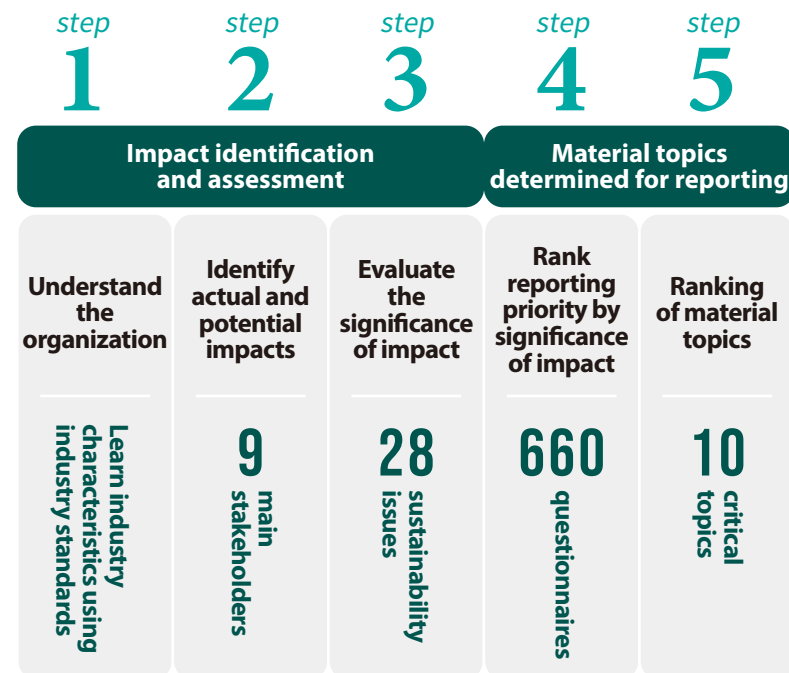 step
1
step
2
step
3
step
4
step
5
Impact identification
and assessment
Material topics
determined for reporting
Understand
the
organization
Learn industry
characteristics using
industry standards
Identify
actual and
potential
impacts
9
main
stakeholders
Evaluate
the
significance
of impact
28
sustainability
issues
Rank
reporting
priority by
significance
of impact
660
questionnaires
Ranking
of material
topics
10
critical
topics